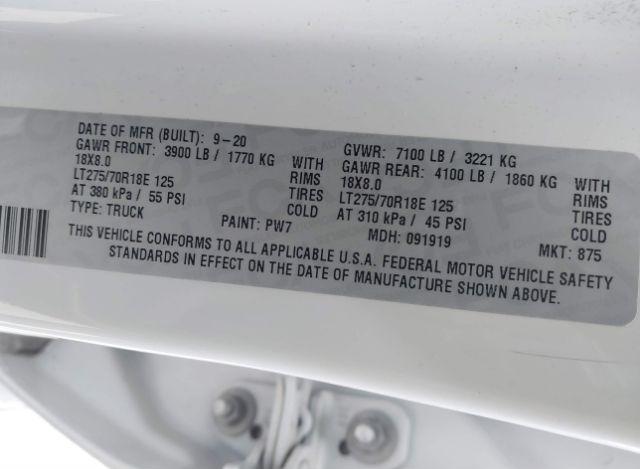 DATE OF MFR (BUILT): 9-20
GVWR: 7100 LB / 3221 KG
GAWR FRONT: 3900 LB / 1770 KG WITH
18X8.0 RIMS
LT275/70R18E 125 TIRES
AT 380 kPa / 55 PSI COLD
GAWR REAR: 4100 LB / 1860 KG WITH
18X8.0 RIMS
LT275/70R18E 125 TIRES
AT 310 kPa / 45 PSI COLD
TYPE: TRUCK PAINT: PW7 MDH: 091919 MKT: 875
THIS VEHICLE CONFORMS TO ALL APPLICABLE U.S.A. FEDERAL MOTOR VEHICLE SAFETY
STANDARDS IN EFFECT ON THE DATE OF MANUFACTURE SHOWN ABOVE.